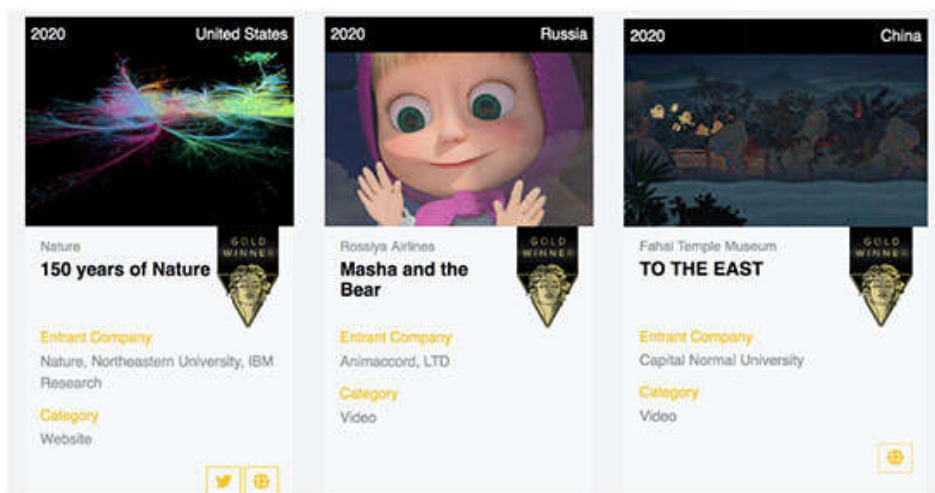 2020 United States
Nature
GOLD
WINNER
150 years of Nature
Entrant Company
Nature, Northeastern University, IBM
Research
Category
Website
2020 Russia
Rossiya Airlines
GOLD
WINNER
Masha and the
Bear
Entrant Company
Animaccord, LTD
Category
Video
2020 China
Fahai Temple Museum
GOLD
WINNER
TO THE EAST
Entrant Company
Capital Normal University
Category
Video